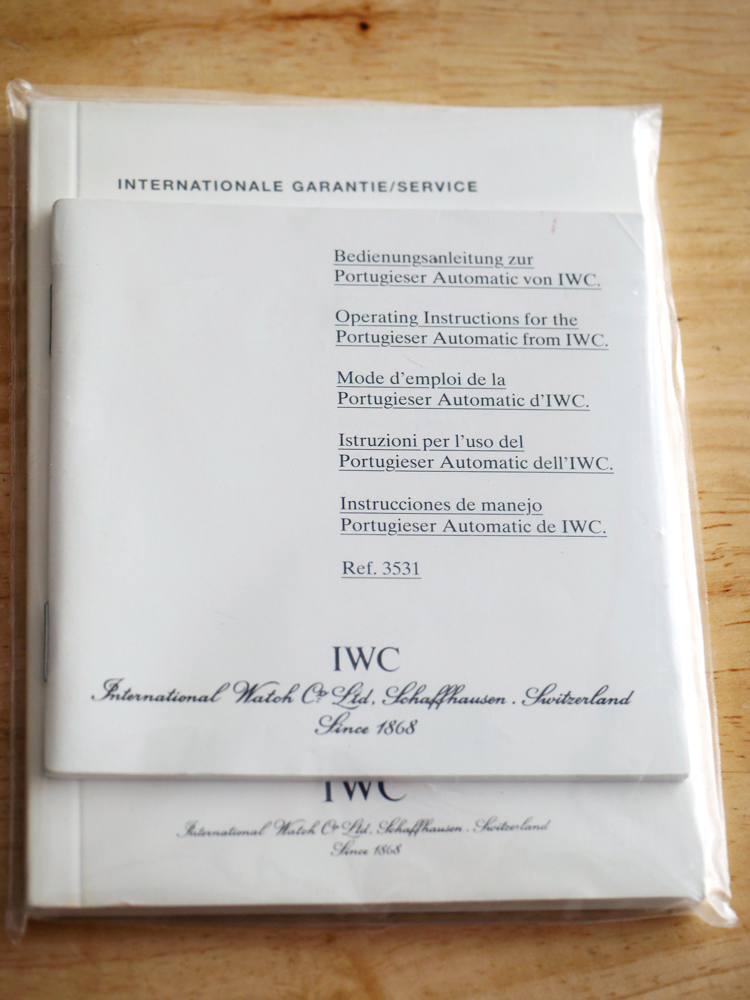 INTERNATIONALE GARANTIE/SERVICE
Bedienungsanleitung zur
Portugieser Automatic von IWC.
Operating Instructions for the
Portugieser Automatic from IWC.
Mode d'emploi de la
Portugieser Automatic d'IWC.
Istruzioni per l'uso del
Portugieser Automatic dell'IWC.
Instrucciones de manejo
Portugieser Automatic de IWC.
Ref. 3531
IWC
International Watch Co Ltd, Schaffhausen . Switzerland
Since 1868
IWC
International Watch Co Ltd, Schaffhausen . Switzerland
Since 1868